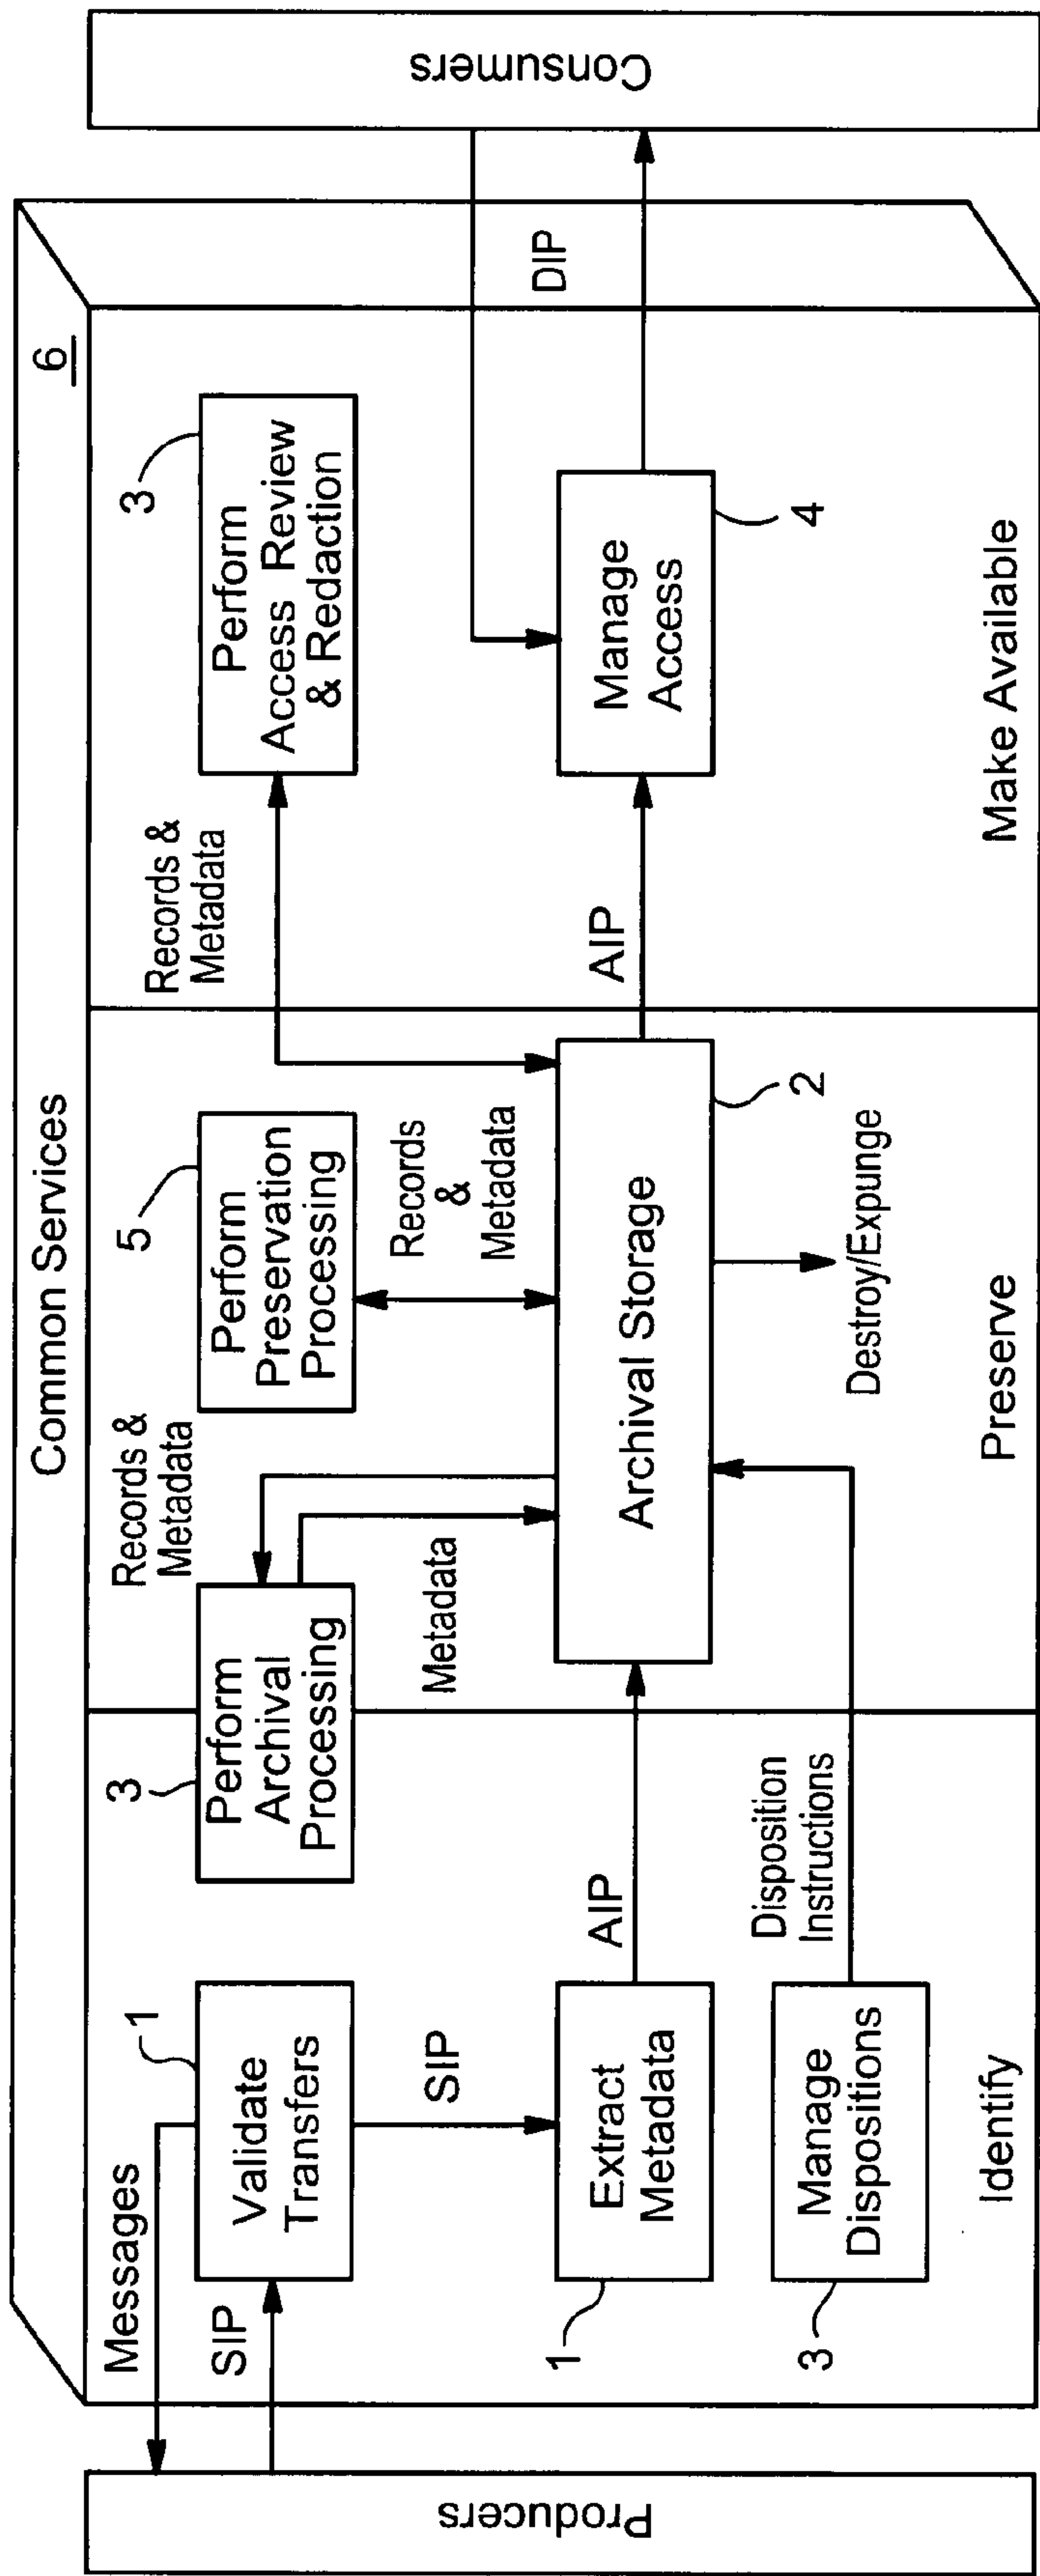 Common Services
6
Producers
Messages
SIP
1
Validate
Transfers
SIP
1
Extract
Metadata
AIP
3
Manage
Dispositions
Disposition
Instructions
Identify
3
Perform
Archival
Processing
Records &
Metadata
Metadata
5
Perform
Preservation
Processing
Records
&
Metadata
Archival Storage
2
Destroy/Expunge
Preserve
Records &
Metadata
3
Perform
Access Review
& Redaction
AIP
Manage
Access
4
DIP
Make Available
Consumers